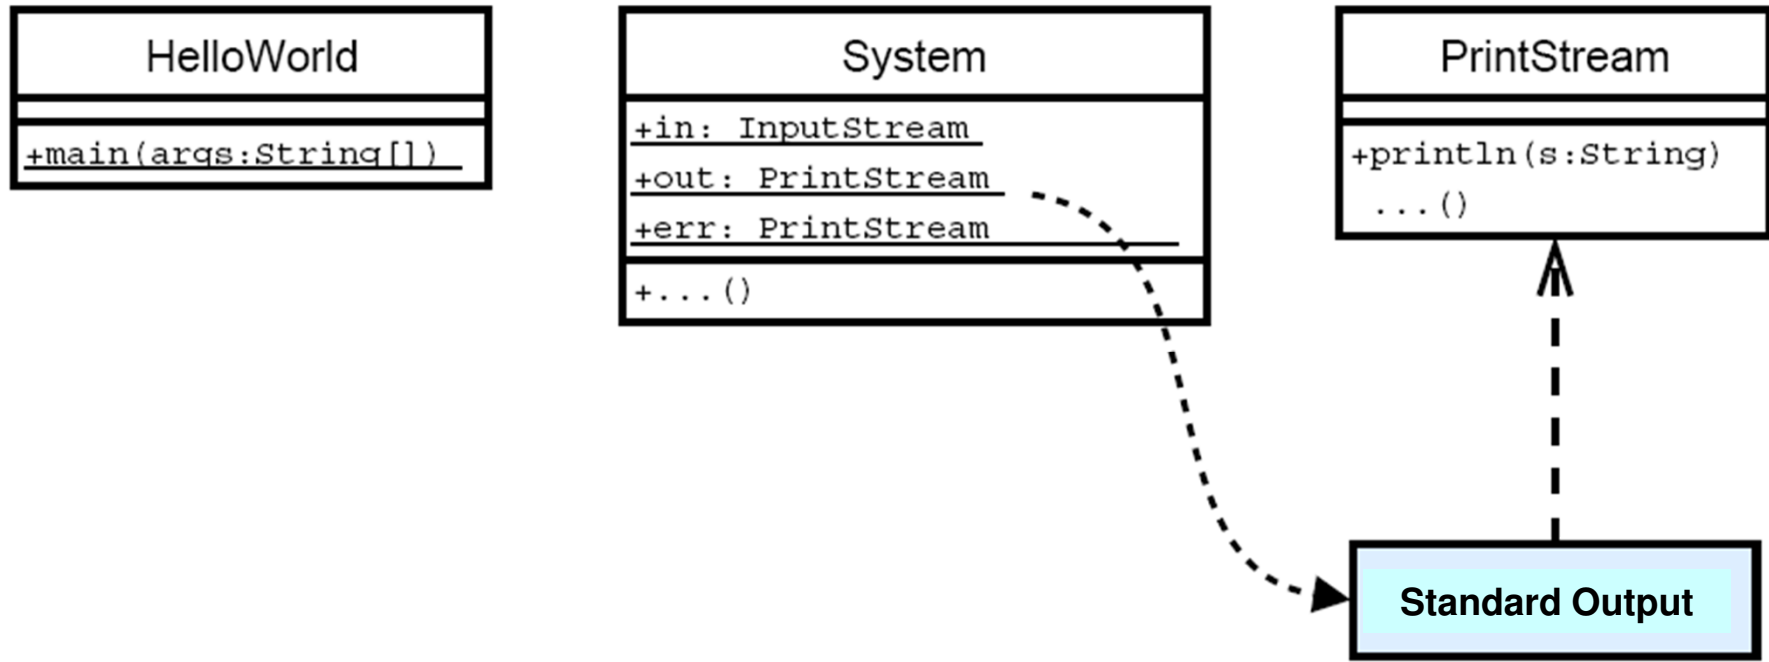 HelloWorld
+main(args:String[])
System
+in: InputStream
+out: PrintStream
+err: PrintStream
+...()
PrintStream
+println(s:String)
...()
Standard Output